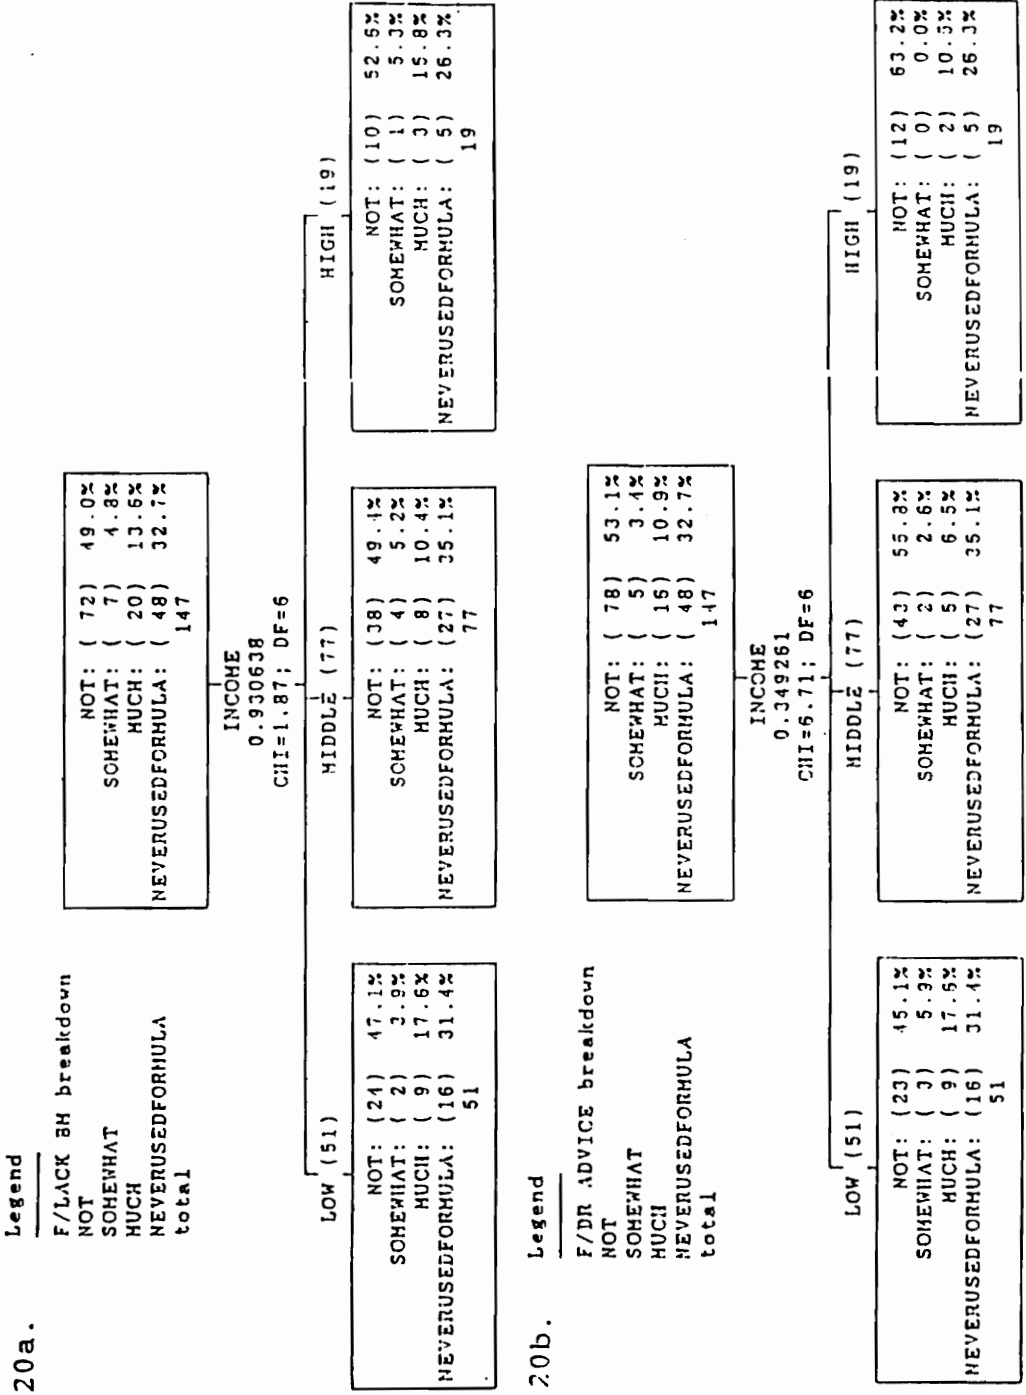 20a.
Legend
F/LACK BM breakdown
NOT
SOMEWHAT
MUCH
NEVERUSEDFORMULA
total
NOT: ( 72) 49.0%
SOMEWHAT: ( 7) 4.8%
MUCH: ( 20) 13.6%
NEVERUSEDFORMULA: ( 48) 32.7%
147
INCOME
0.930638
CHI=1.87; DF=6
LOW (51) MIDDLE (77) HIGH (19)
NOT: (24) 47.1%
SOMEWHAT: ( 2) 3.9%
MUCH: ( 9) 17.6%
NEVERUSEDFORMULA: (16) 31.4%
51
NOT: (38) 49.4%
SOMEWHAT: ( 4) 5.2%
MUCH: ( 8) 10.4%
NEVERUSEDFORMULA: (27) 35.1%
77
NOT: (10) 52.6%
SOMEWHAT: ( 1) 5.3%
MUCH: ( 3) 15.8%
NEVERUSEDFORMULA: ( 5) 26.3%
19
20b.
Legend
F/DR ADVICE breakdown
NOT
SOMEWHAT
MUCH
NEVERUSEDFORMULA
total
NOT: ( 78) 53.1%
SOMEWHAT: ( 5) 3.4%
MUCH: ( 16) 10.9%
NEVERUSEDFORMULA: ( 48) 32.7%
147
INCOME
0.349261
CHI=6.71; DF=6
LOW (51) MIDDLE (77) HIGH (19)
NOT: (23) 45.1%
SOMEWHAT: ( 3) 5.9%
MUCH: ( 9) 17.6%
NEVERUSEDFORMULA: (16) 31.4%
51
NOT: (43) 55.8%
SOMEWHAT: ( 2) 2.6%
MUCH: ( 5) 6.5%
NEVERUSEDFORMULA: (27) 35.1%
77
NOT: (12) 63.2%
SOMEWHAT: ( 0) 0.0%
MUCH: ( 2) 10.5%
NEVERUSEDFORMULA: ( 5) 26.3%
19